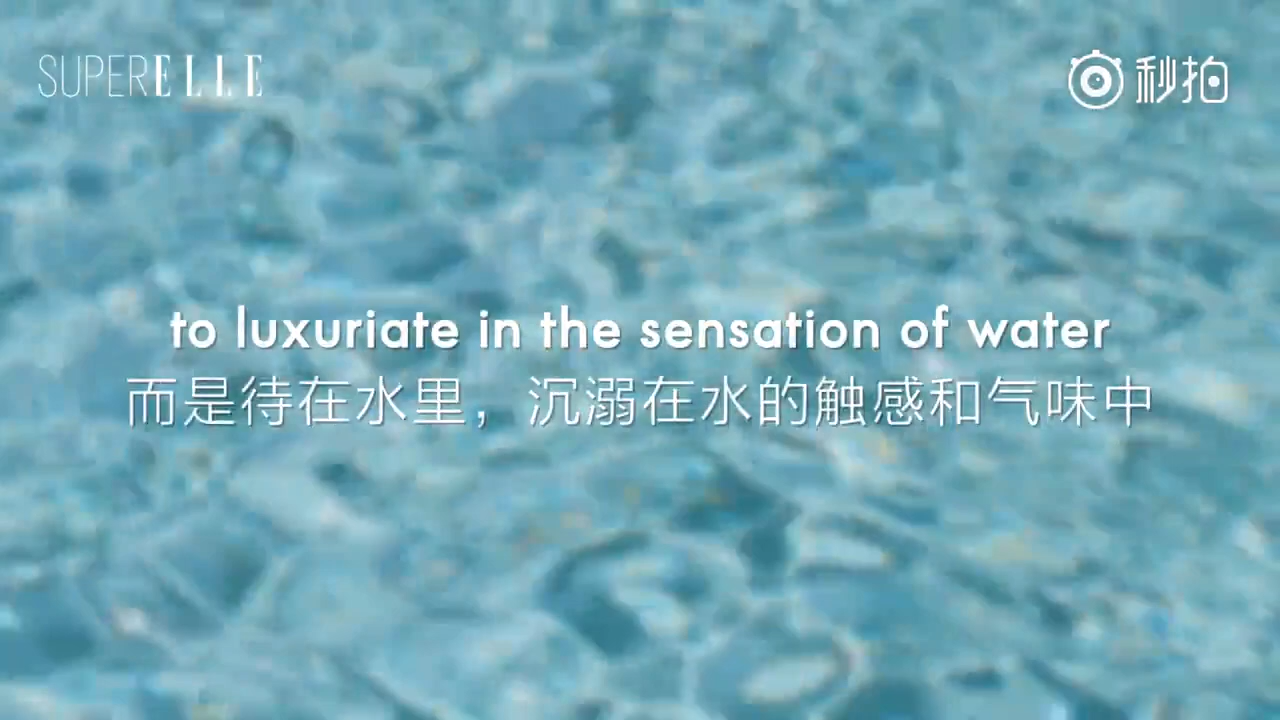 SUPERELLE
秒拍
to luxuriate in the sensation of water
而是待在水里，沉溺在水的触感和气味中